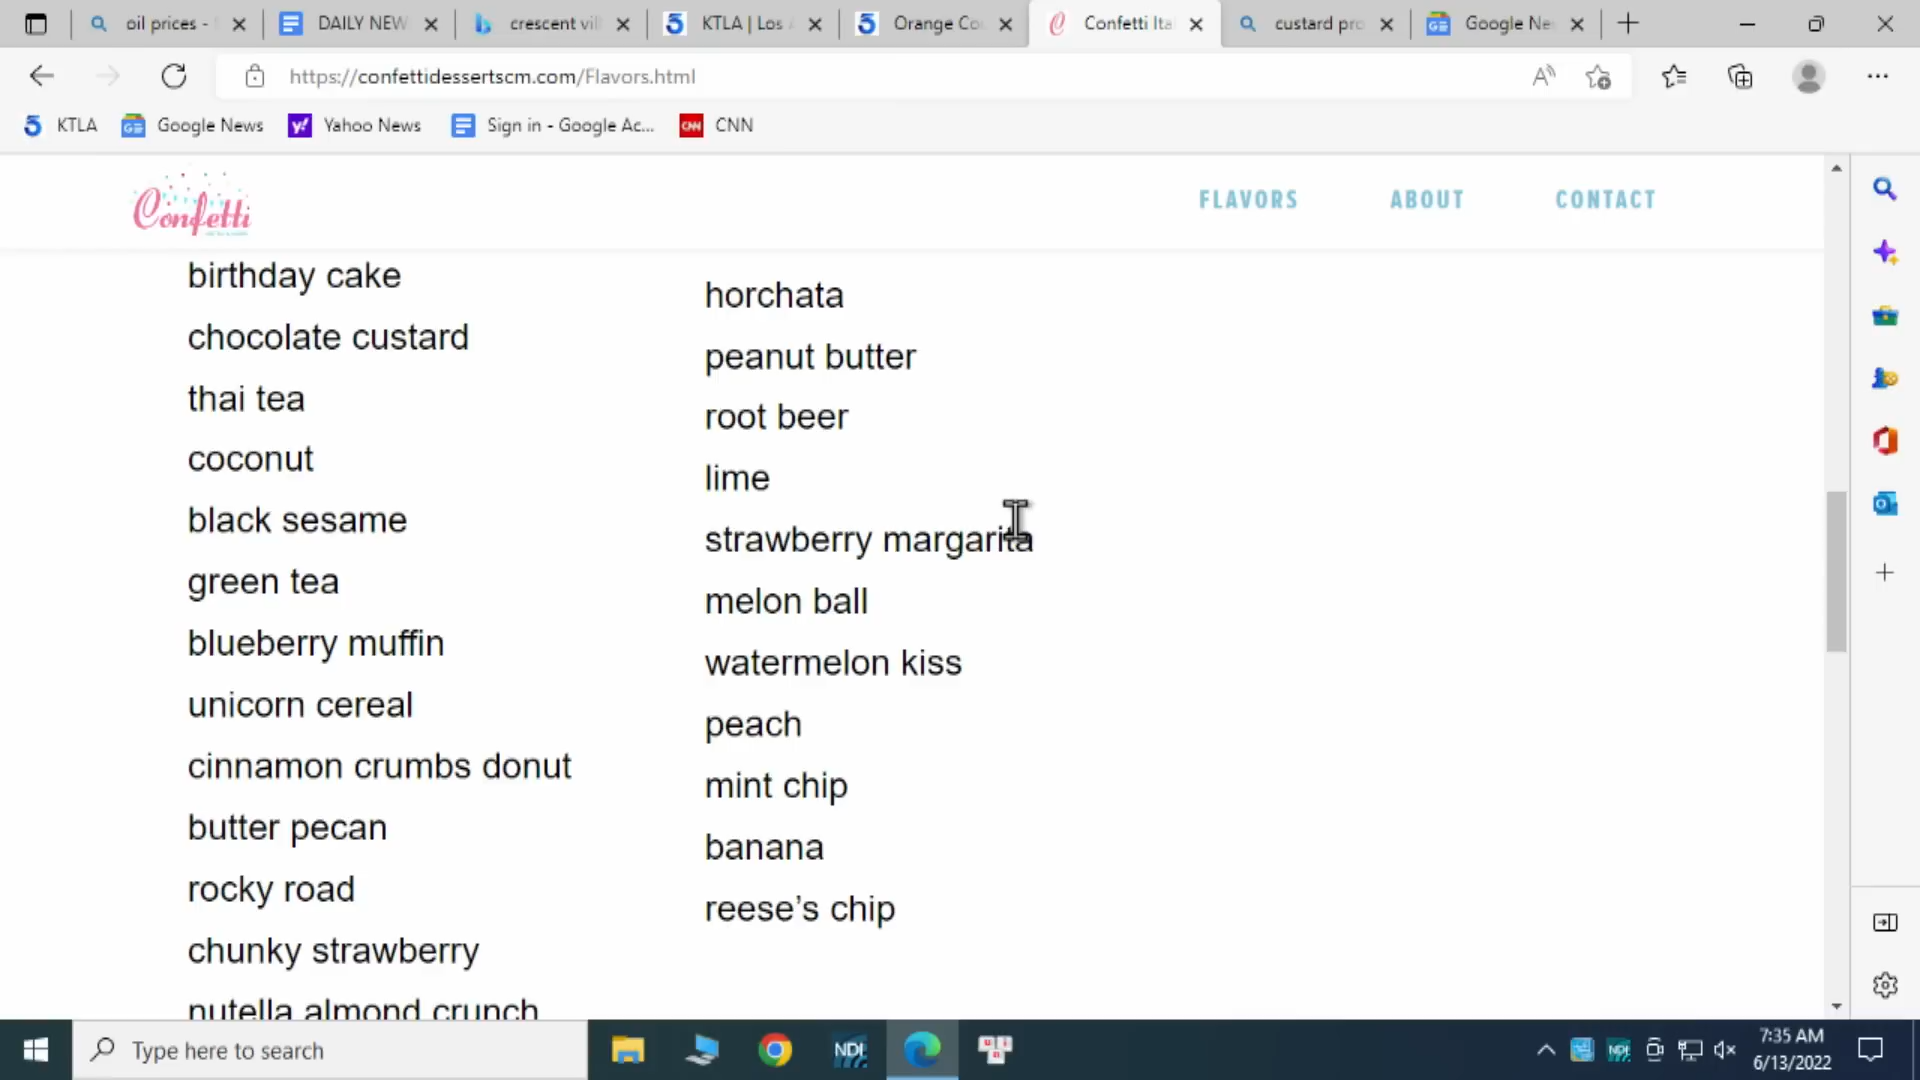 oil prices -
DAILY NEW
crescent vil
KTLA | Los
Orange Co
Confetti Ita
custard pro
Google Ne
https://confettidessertscm.com/Flavors.html
KTLA
Google News
Yahoo News
Sign in - Google Ac...
CNN
CNN
Confetti
FLAVORS
ABOUT
CONTACT
birthday cake
chocolate custard
thai tea
coconut
black sesame
green tea
blueberry muffin
unicorn cereal
cinnamon crumbs donut
butter pecan
rocky road
chunky strawberry
nutella almond crunch
horchata
peanut butter
root beer
lime
strawberry margarita
melon ball
watermelon kiss
peach
mint chip
banana
reese’s chip
Type here to search
NDI
7:35 AM
6/13/2022